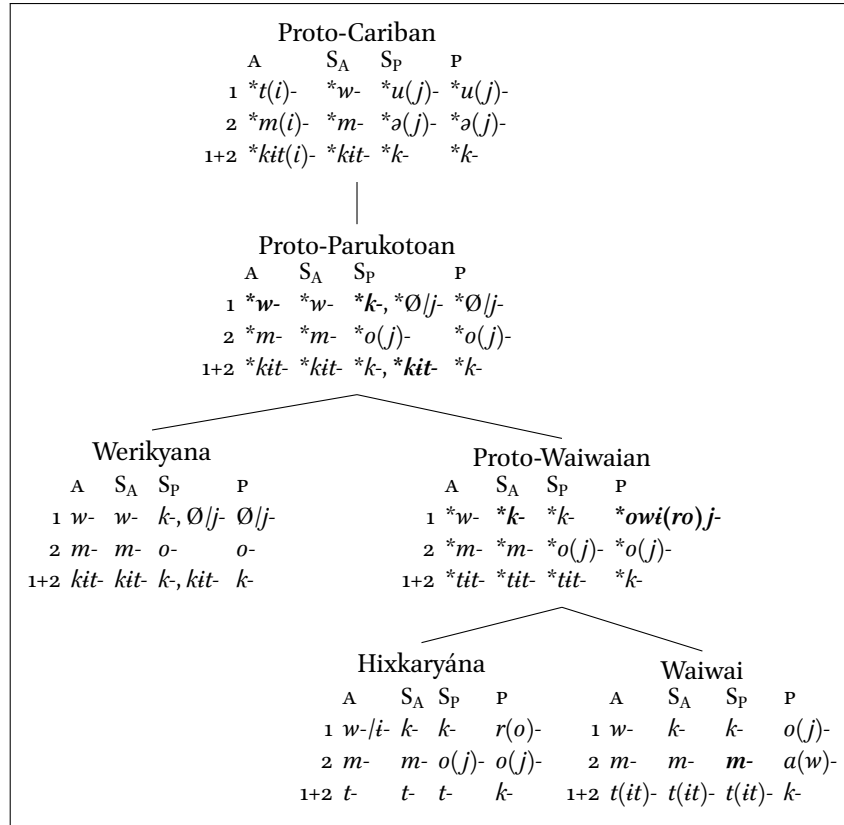 Proto-Cariban
A S_A S_P P
1 *t(i)- *w- *u(j)- *u(j)-
2 *m(i)- *m- *ə(j)- *ə(j)-
1+2 *kɨt(i)- *kɨt- *k- *k-
Proto-Parukotoan
A S_A S_P P
1 *w- *w- *k-, *Ø/j- *Ø/j-
2 *m- *m- *o(j)- *o(j)-
1+2 *kɨt- *kɨt- *k-, *kɨt- *k-
Werikyana
A S_A S_P P
1 w- w- k-, Ø/j- Ø/j-
2 m- m- o- o-
1+2 kɨt- kɨt- k-, kɨt- k-
Proto-Waiwaian
A S_A S_P P
1 *w- *k- *k- *owɨ(ro) j-
2 *m- *m- *o(j)- *o(j)-
1+2 *tɨt- *tɨt- *tɨt- *k-
Hixkaryána
A S_A S_P P
1 w-/ɨ- k- k- r(o)-
2 m- m- o(j)- o(j)-
1+2 t- t- t- k-
Waiwai
A S_A S_P P
1 w- k- k- o(j)-
2 m- m- m- a(w)-
1+2 t(ɨt)- t(ɨt)- t(ɨt)- k-